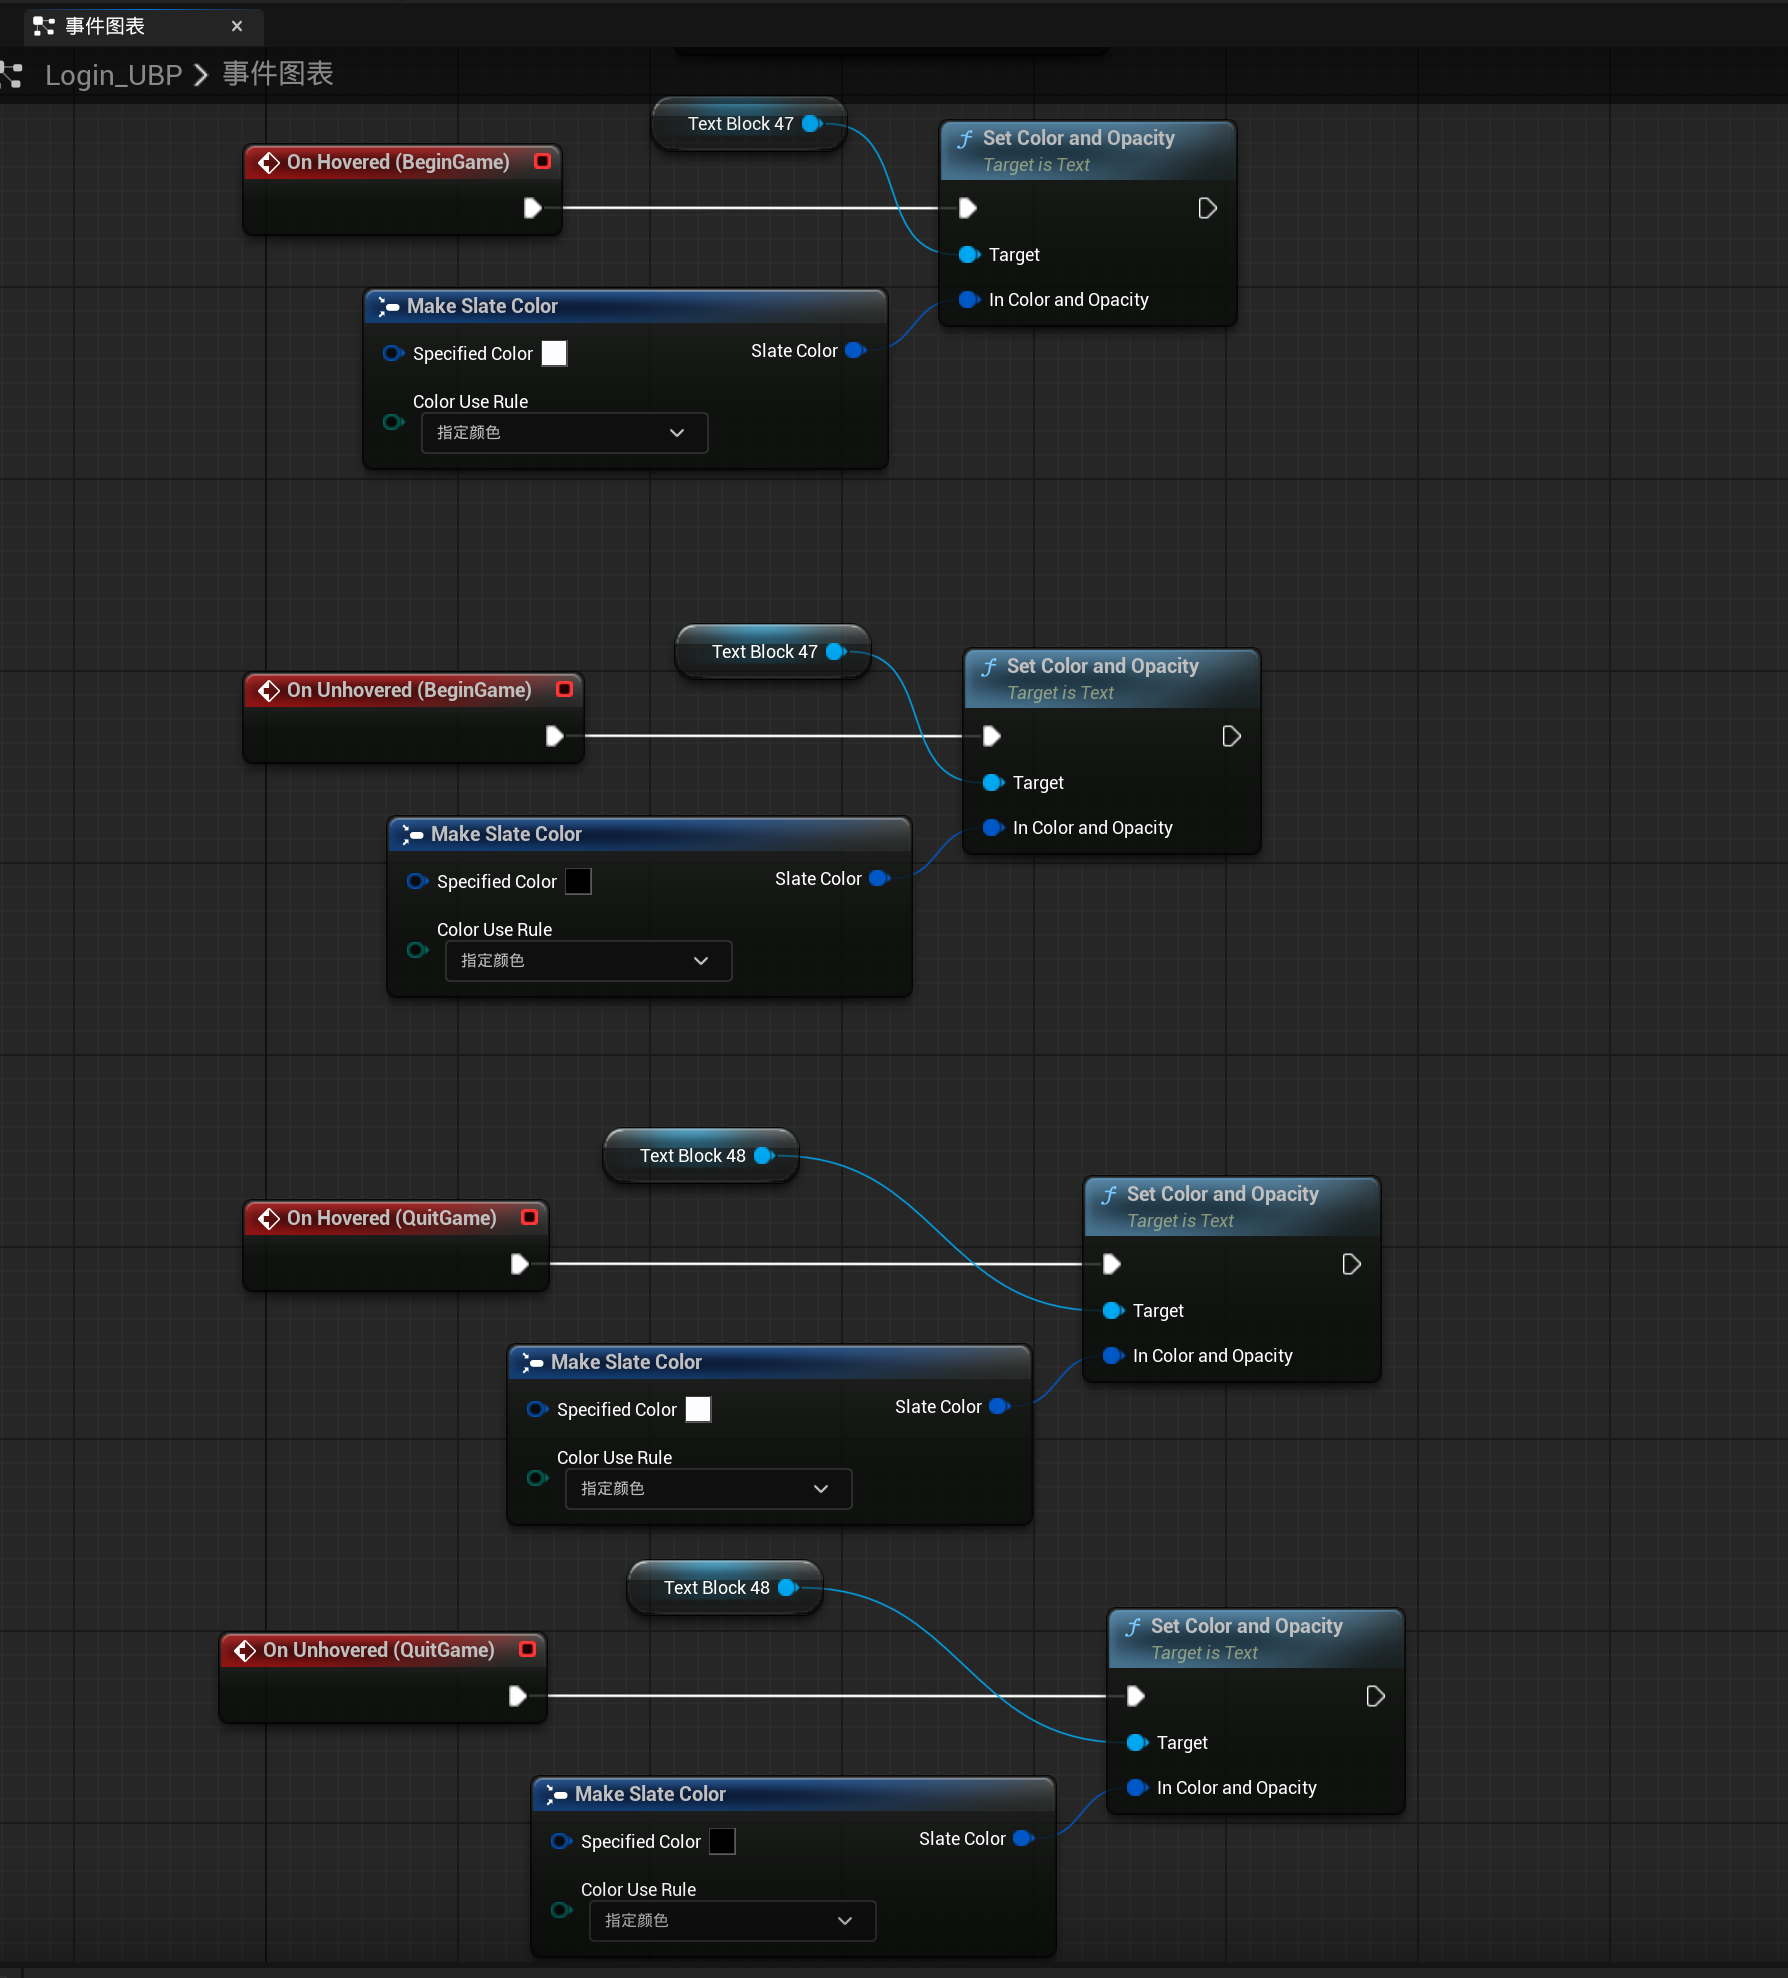 事件图表
Login_UBP 事件图表
Text Block 47
Set Color and Opacity
Target is Text
On Hovered (BeginGame)
Target
In Color and Opacity
Make Slate Color
Specified Color
Slate Color
Color Use Rule
指定颜色
Text Block 47
Set Color and Opacity
Target is Text
On Unhovered (BeginGame)
Target
In Color and Opacity
Make Slate Color
Specified Color
Slate Color
Color Use Rule
指定颜色
Text Block 48
Set Color and Opacity
Target is Text
On Hovered (QuitGame)
Target
In Color and Opacity
Make Slate Color
Specified Color
Slate Color
Color Use Rule
指定颜色
Text Block 48
Set Color and Opacity
Target is Text
On Unhovered (QuitGame)
Target
In Color and Opacity
Make Slate Color
Specified Color
Slate Color
Color Use Rule
指定颜色